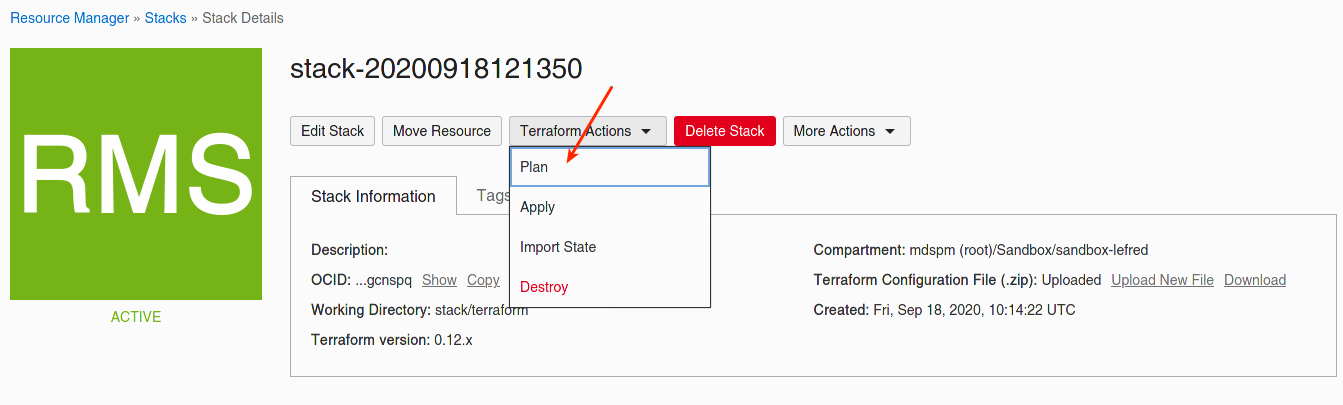 Resource Manager » Stacks » Stack Details
RMS
ACTIVE
stack-20200918121350
Edit Stack Move Resource Terraform Actions Delete Stack More Actions
Plan
Apply
Import State
Destroy
Stack Information Tags
Description:
OCID: ...gcnspq Show Copy
Working Directory: stack/terraform
Terraform version: 0.12.x
Compartment: mdspm (root)/Sandbox/sandbox-lefred
Terraform Configuration File (.zip): Uploaded Upload New File Download
Created: Fri, Sep 18, 2020, 10:14:22 UTC